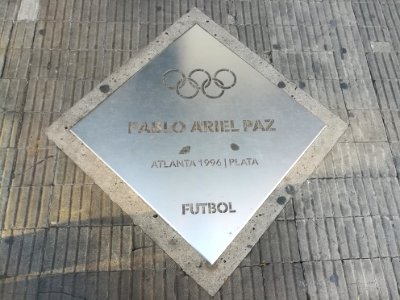 PABLO ARIEL PAZ
ATLANTA 1996 | PLATA
FUTBOL